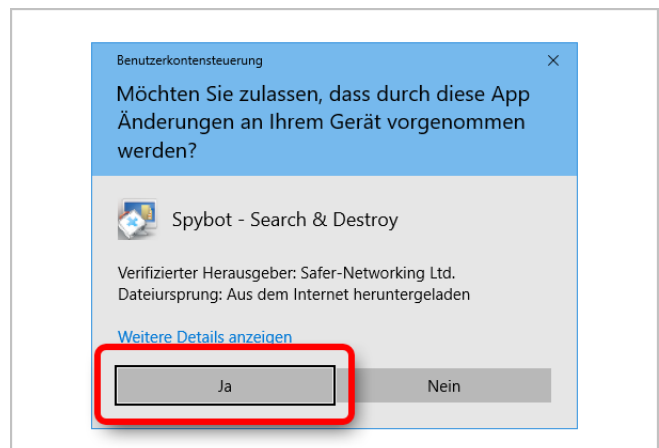 Benutzerkontensteuerung
Möchten Sie zulassen, dass durch diese App
Änderungen an Ihrem Gerät vorgenommen
werden?
Spybot - Search & Destroy
Verifizierter Herausgeber: Safer-Networking Ltd.
Dateiursprung: Aus dem Internet heruntergeladen
Weitere Details anzeigen
Ja
Nein